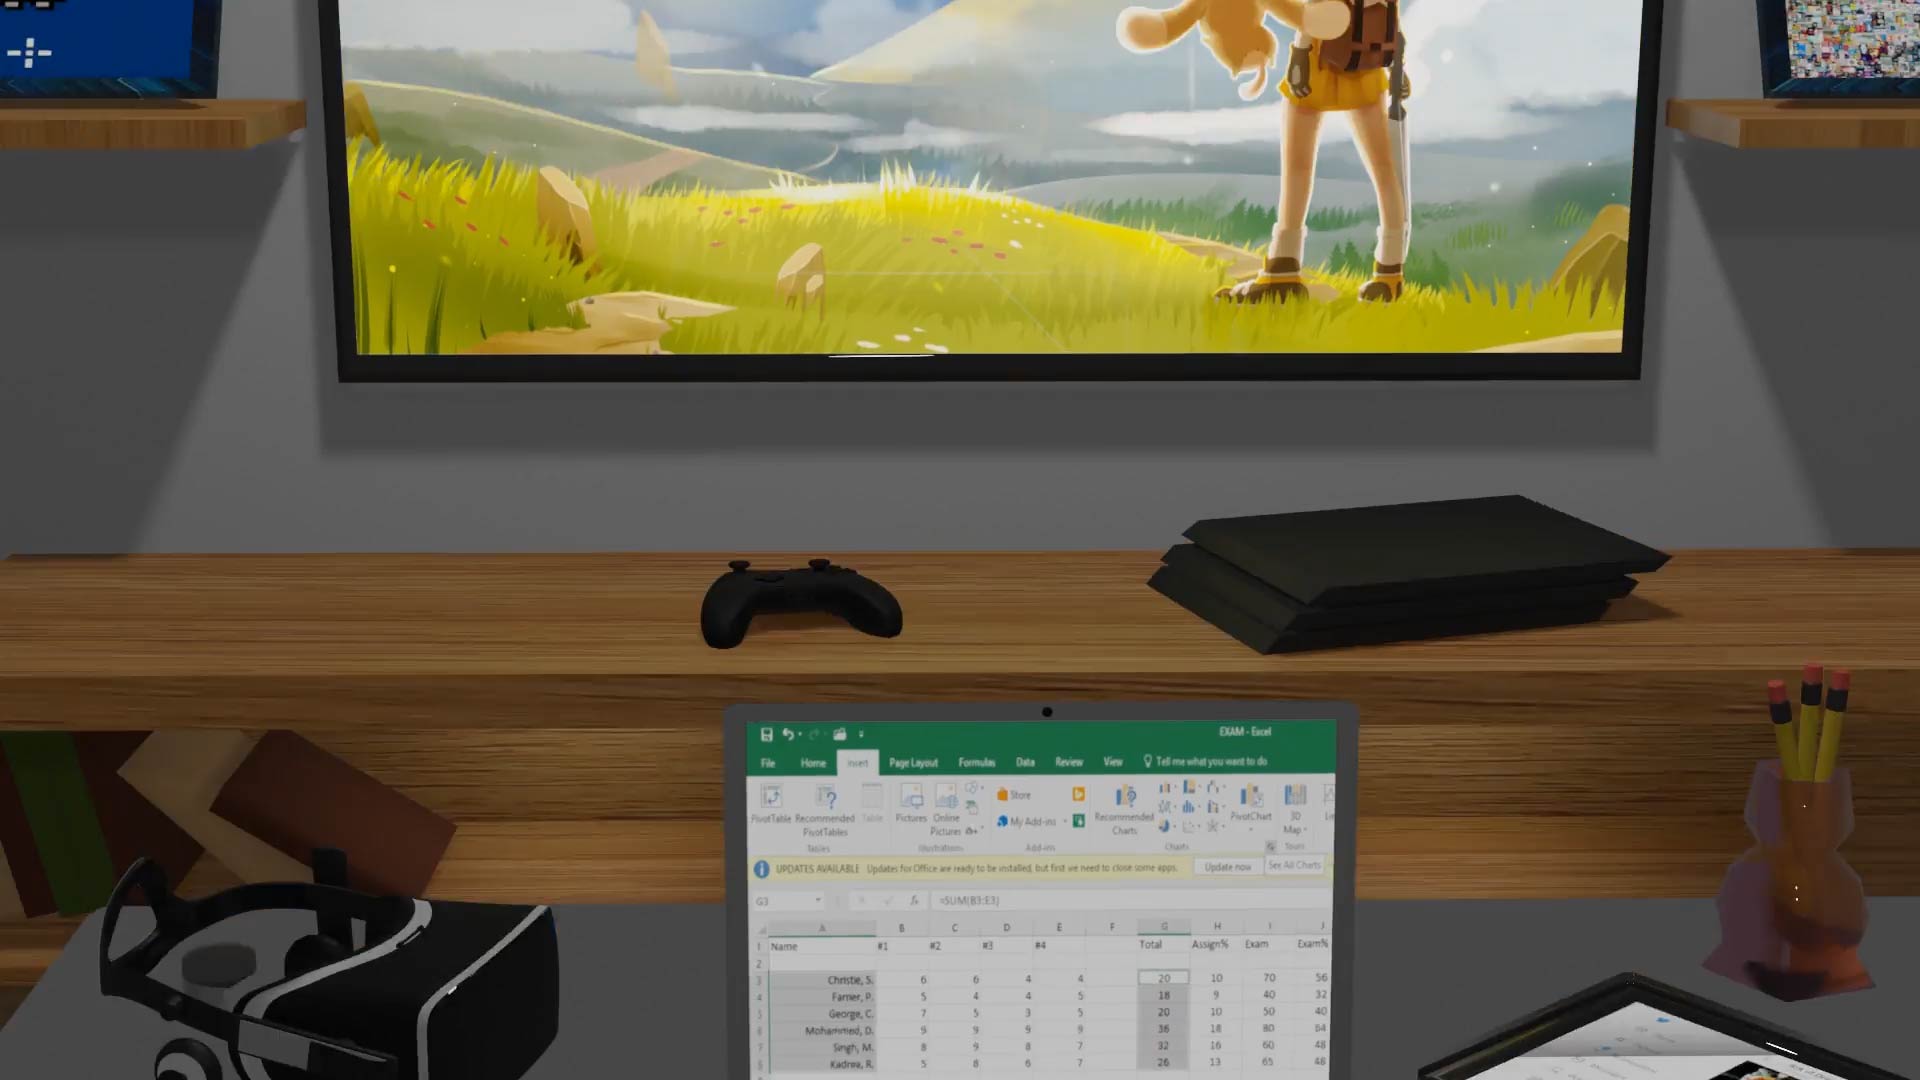 EXAM - Excel
File Home Insert Page Layout Formulas Data Review View Tell me what you want to do
PivotTable Recommended PivotTables Table Pictures Online Pictures Store My Add-ins Recommended Charts PivotChart 3D Map
Tables Illustrations Add-ins Charts Tours
UPDATES AVAILABLE Updates for Office are ready to be installed, but first we need to close some apps. Update now See All Charts
G3 fx =SUM(B3:E3)
A B C D E F G H I J
1 Name #1 #2 #3 #4 Total Assign% Exam Exam%
2
3 Christie, S. 6 6 4 4 20 10 70 56
4 Farner, P. 5 4 4 5 18 9 40 32
5 George, C. 7 5 3 5 20 10 50 40
6 Mohammed, D. 9 9 9 9 36 18 80 64
7 Singh, M. 8 9 8 7 32 16 60 48
8 Kadrea, R. 5 8 6 7 26 13 65 48